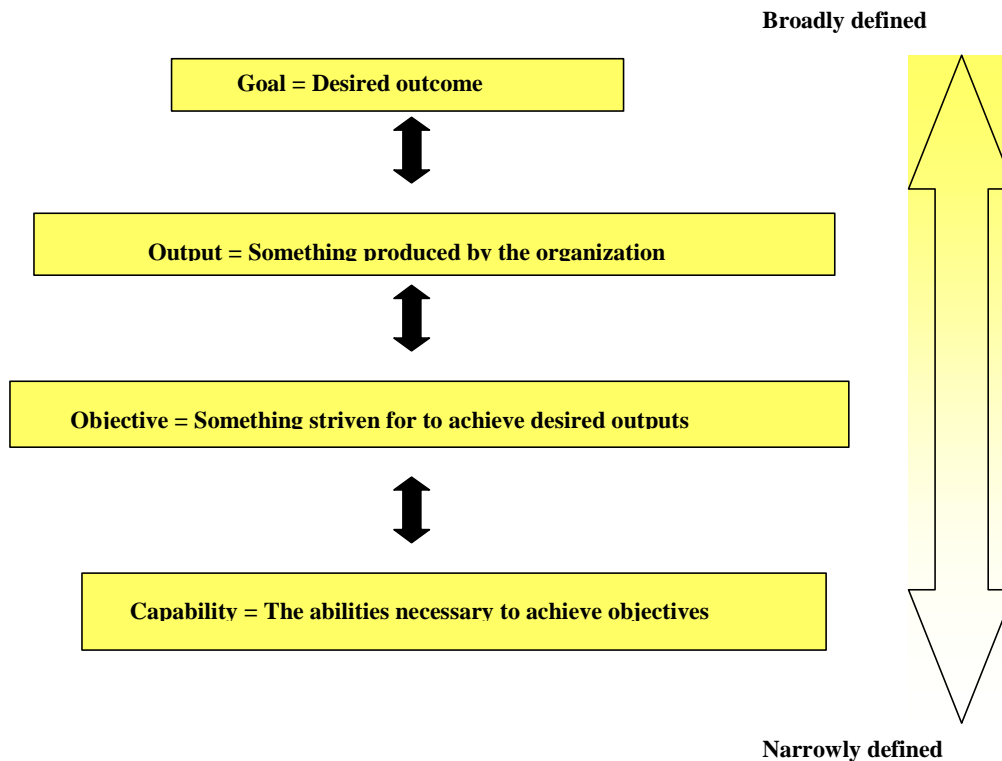 Broadly defined
Goal = Desired outcome
Output = Something produced by the organization
Objective = Something striven for to achieve desired outputs
Capability = The abilities necessary to achieve objectives
Narrowly defined